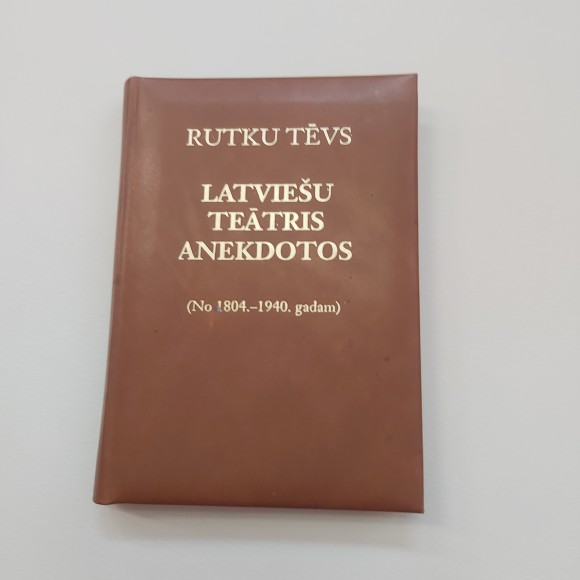 RUTKU TĒVS
LATVIEŠU
TEĀTRIS
ANEKDOTOS
(No 1804.–1940. gadam)